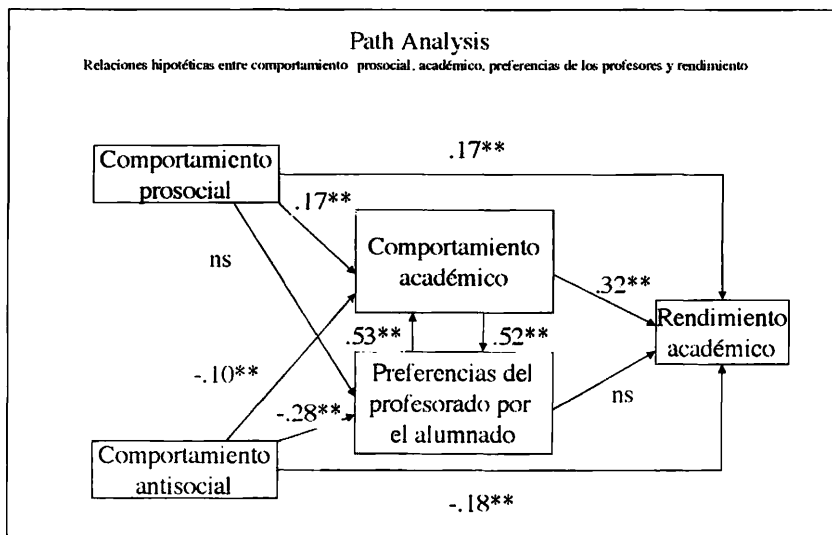 Path Analysis
Relaciones hipotéticas entre comportamiento prosocial, académico, preferencias de los profesores y rendimiento
Comportamiento
prosocial
.17**
.17**
ns
Comportamiento
académico
.32**
Rendimiento
académico
.53**
.52**
-.10**
Preferencias del
profesorado por
el alumnado
ns
-.28**
Comportamiento
antisocial
-.18**